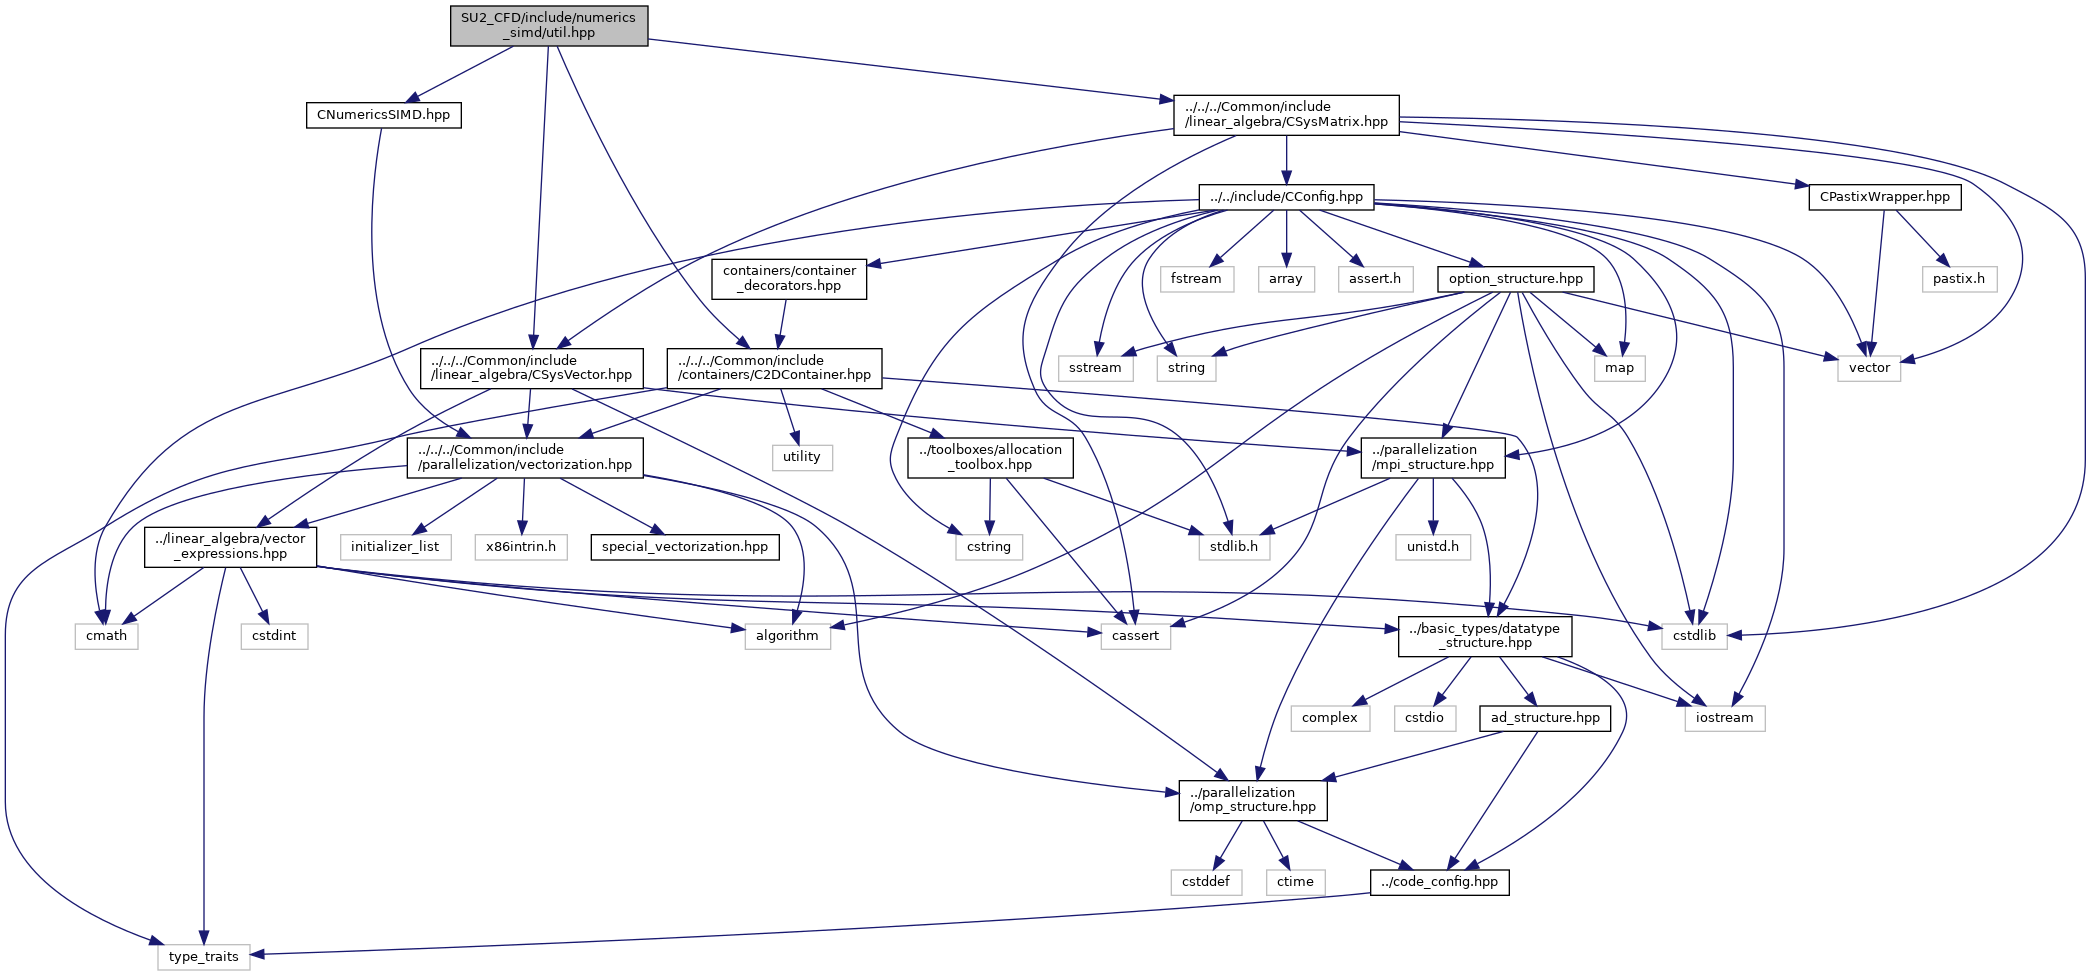 SU2_CFD/include/numerics
_simd/util.hpp
CNumericsSIMD.hpp
../../../Common/include
/linear_algebra/CSysMatrix.hpp
../../include/CConfig.hpp
CPastixWrapper.hpp
containers/container
_decorators.hpp
fstream
array
assert.h
option_structure.hpp
pastix.h
../../../Common/include
/linear_algebra/CSysVector.hpp
../../../Common/include
/containers/C2DContainer.hpp
sstream
string
map
vector
../../../Common/include
/parallelization/vectorization.hpp
utility
../toolboxes/allocation
_toolbox.hpp
../parallelization
/mpi_structure.hpp
../linear_algebra/vector
_expressions.hpp
initializer_list
x86intrin.h
special_vectorization.hpp
cstring
stdlib.h
unistd.h
cmath
cstdint
algorithm
cassert
../basic_types/datatype
_structure.hpp
cstdlib
complex
cstdio
ad_structure.hpp
iostream
../parallelization
/omp_structure.hpp
cstddef
ctime
../code_config.hpp
type_traits